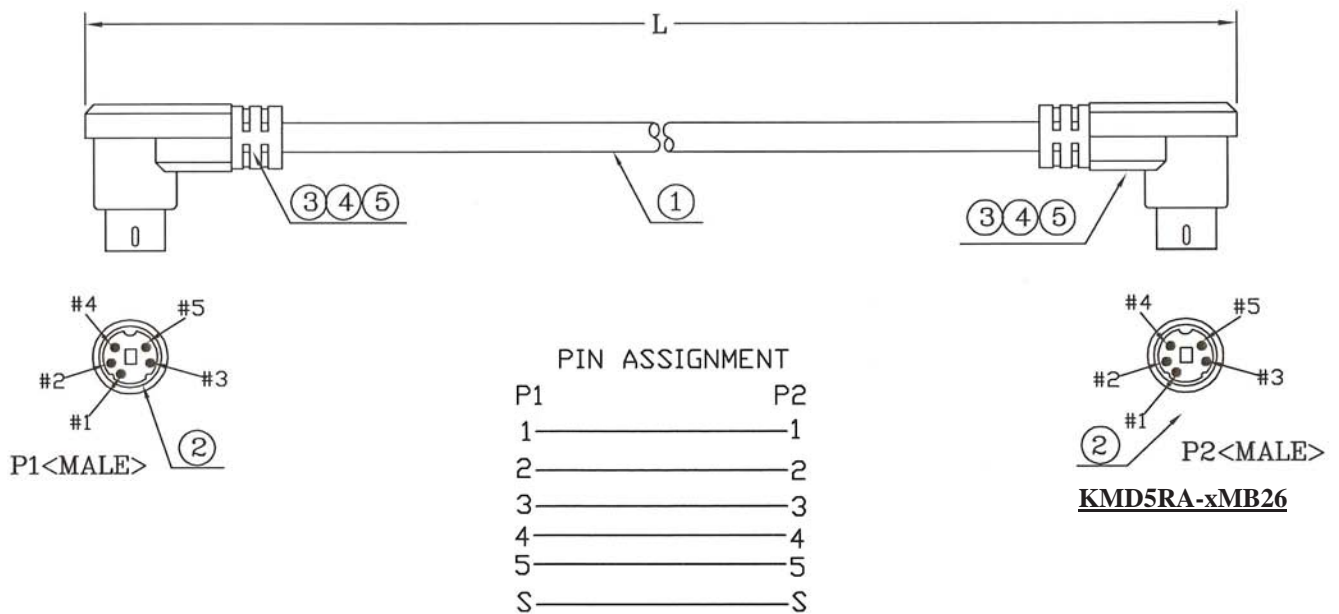 L
3 4 5
1
3 4 5
#4
#5
#2
#3
#1
2
P1<MALE>
PIN ASSIGNMENT
P1 P2
1 1
2 2
3 3
4 4
5 5
S S
#4
#5
#2
#3
#1
2
P2<MALE>
KMD5RA-xMB26